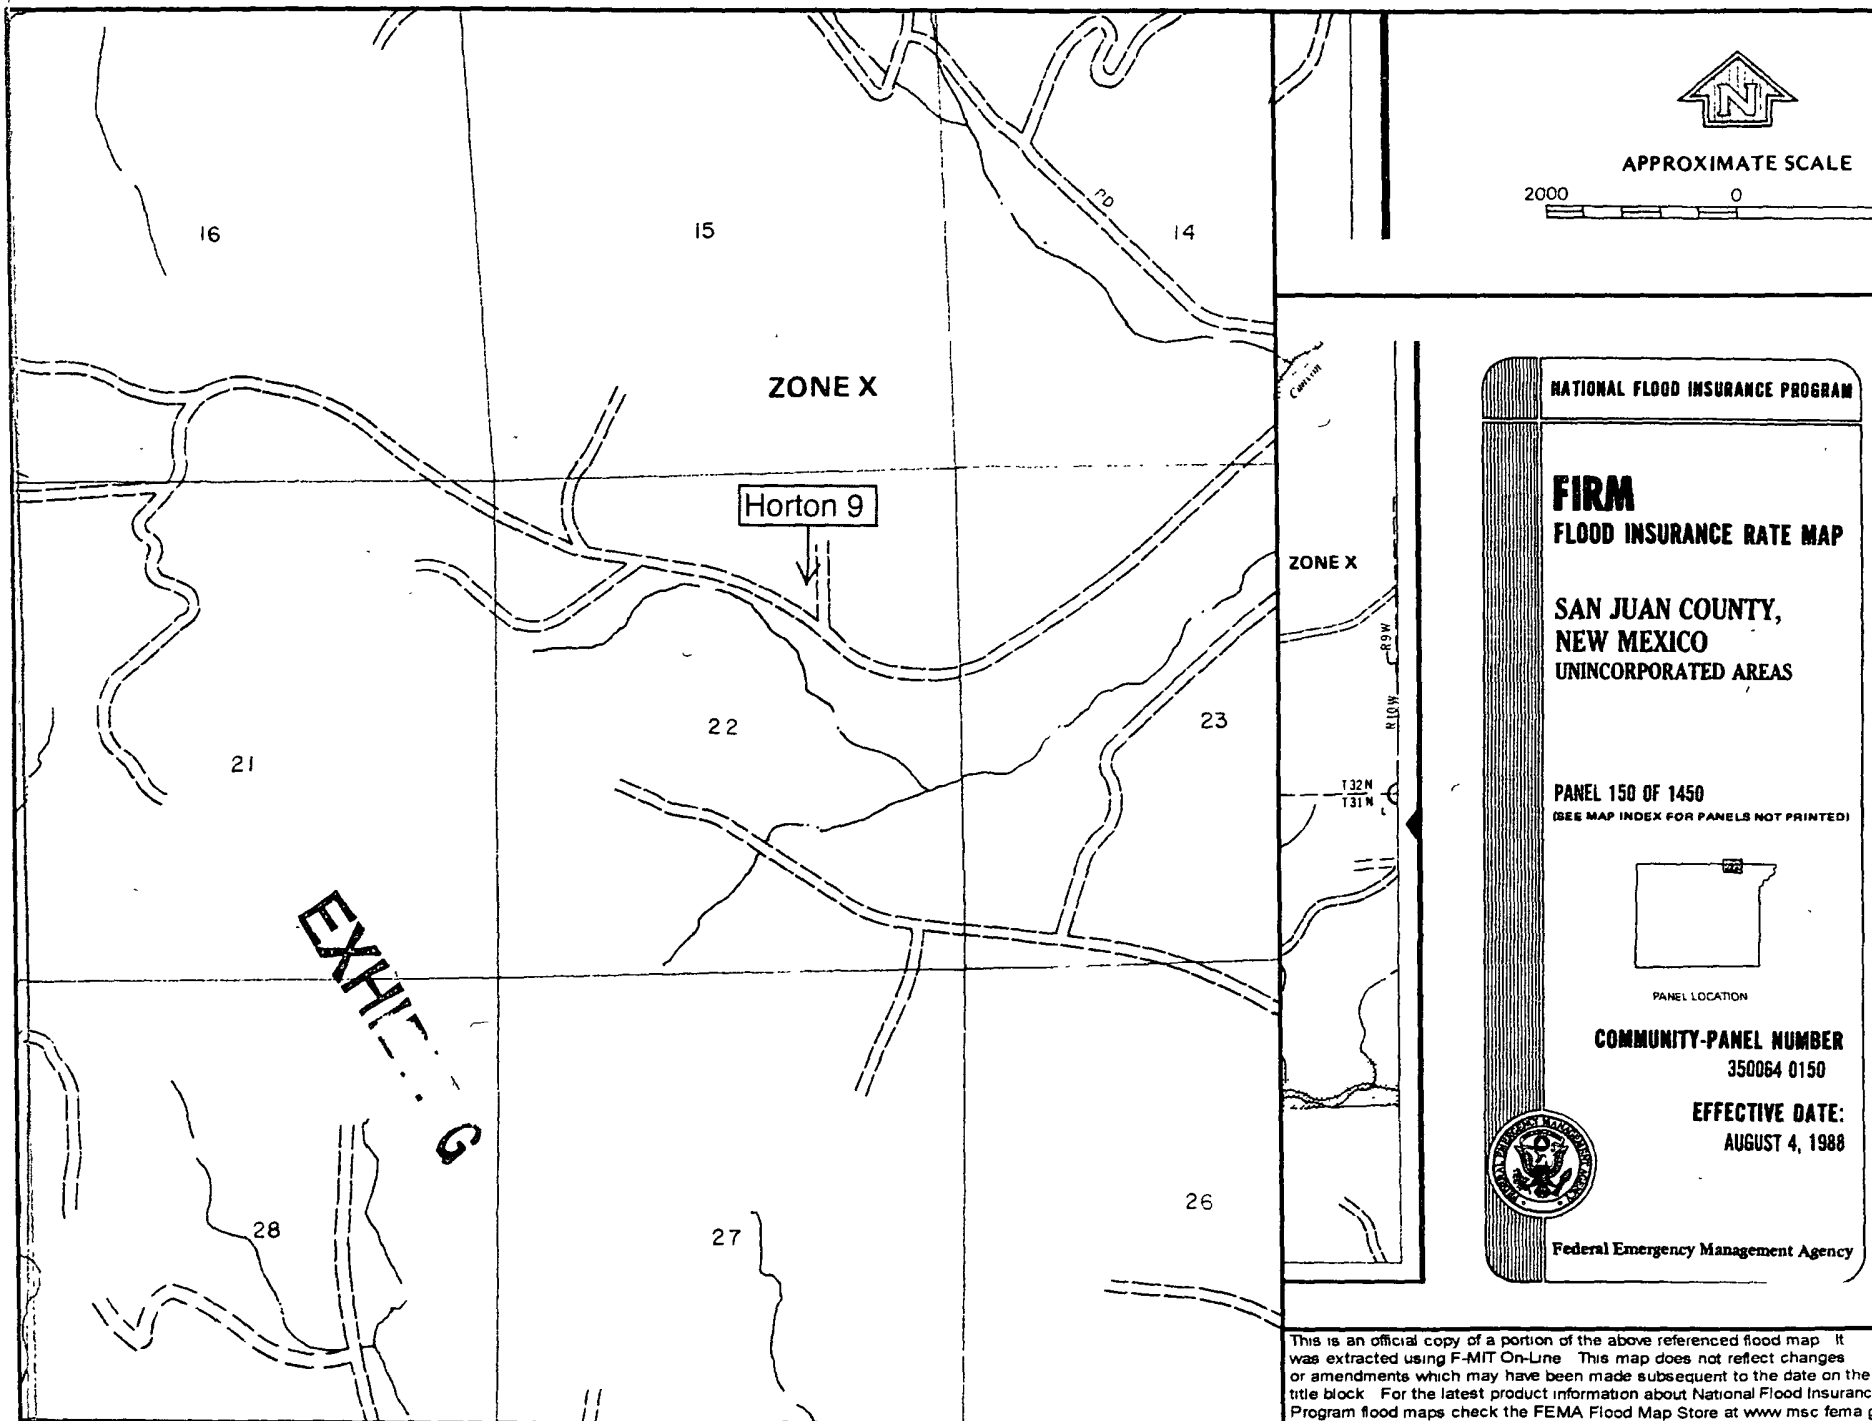 16
15
14
RD
ZONE X
Horton 9
21
22
23
28
27
26
G
APPROXIMATE SCALE
2000 0
Canyon
ZONE X
R9W
R10W
T32N
T31N
NATIONAL FLOOD INSURANCE PROGRAM
FIRM
FLOOD INSURANCE RATE MAP
SAN JUAN COUNTY,
NEW MEXICO
UNINCORPORATED AREAS
PANEL 150 OF 1450
(SEE MAP INDEX FOR PANELS NOT PRINTED)
PANEL LOCATION
COMMUNITY-PANEL NUMBER
350064 0150
EFFECTIVE DATE:
AUGUST 4, 1988
FEDERAL EMERGENCY MANAGEMENT AGENCY
Federal Emergency Management Agency
This is an official copy of a portion of the above referenced flood map It
was extracted using F-MIT On-Line This map does not reflect changes
or amendments which may have been made subsequent to the date on the
title block For the latest product information about National Flood Insuranc
Program flood maps check the FEMA Flood Map Store at www msc fema g
N